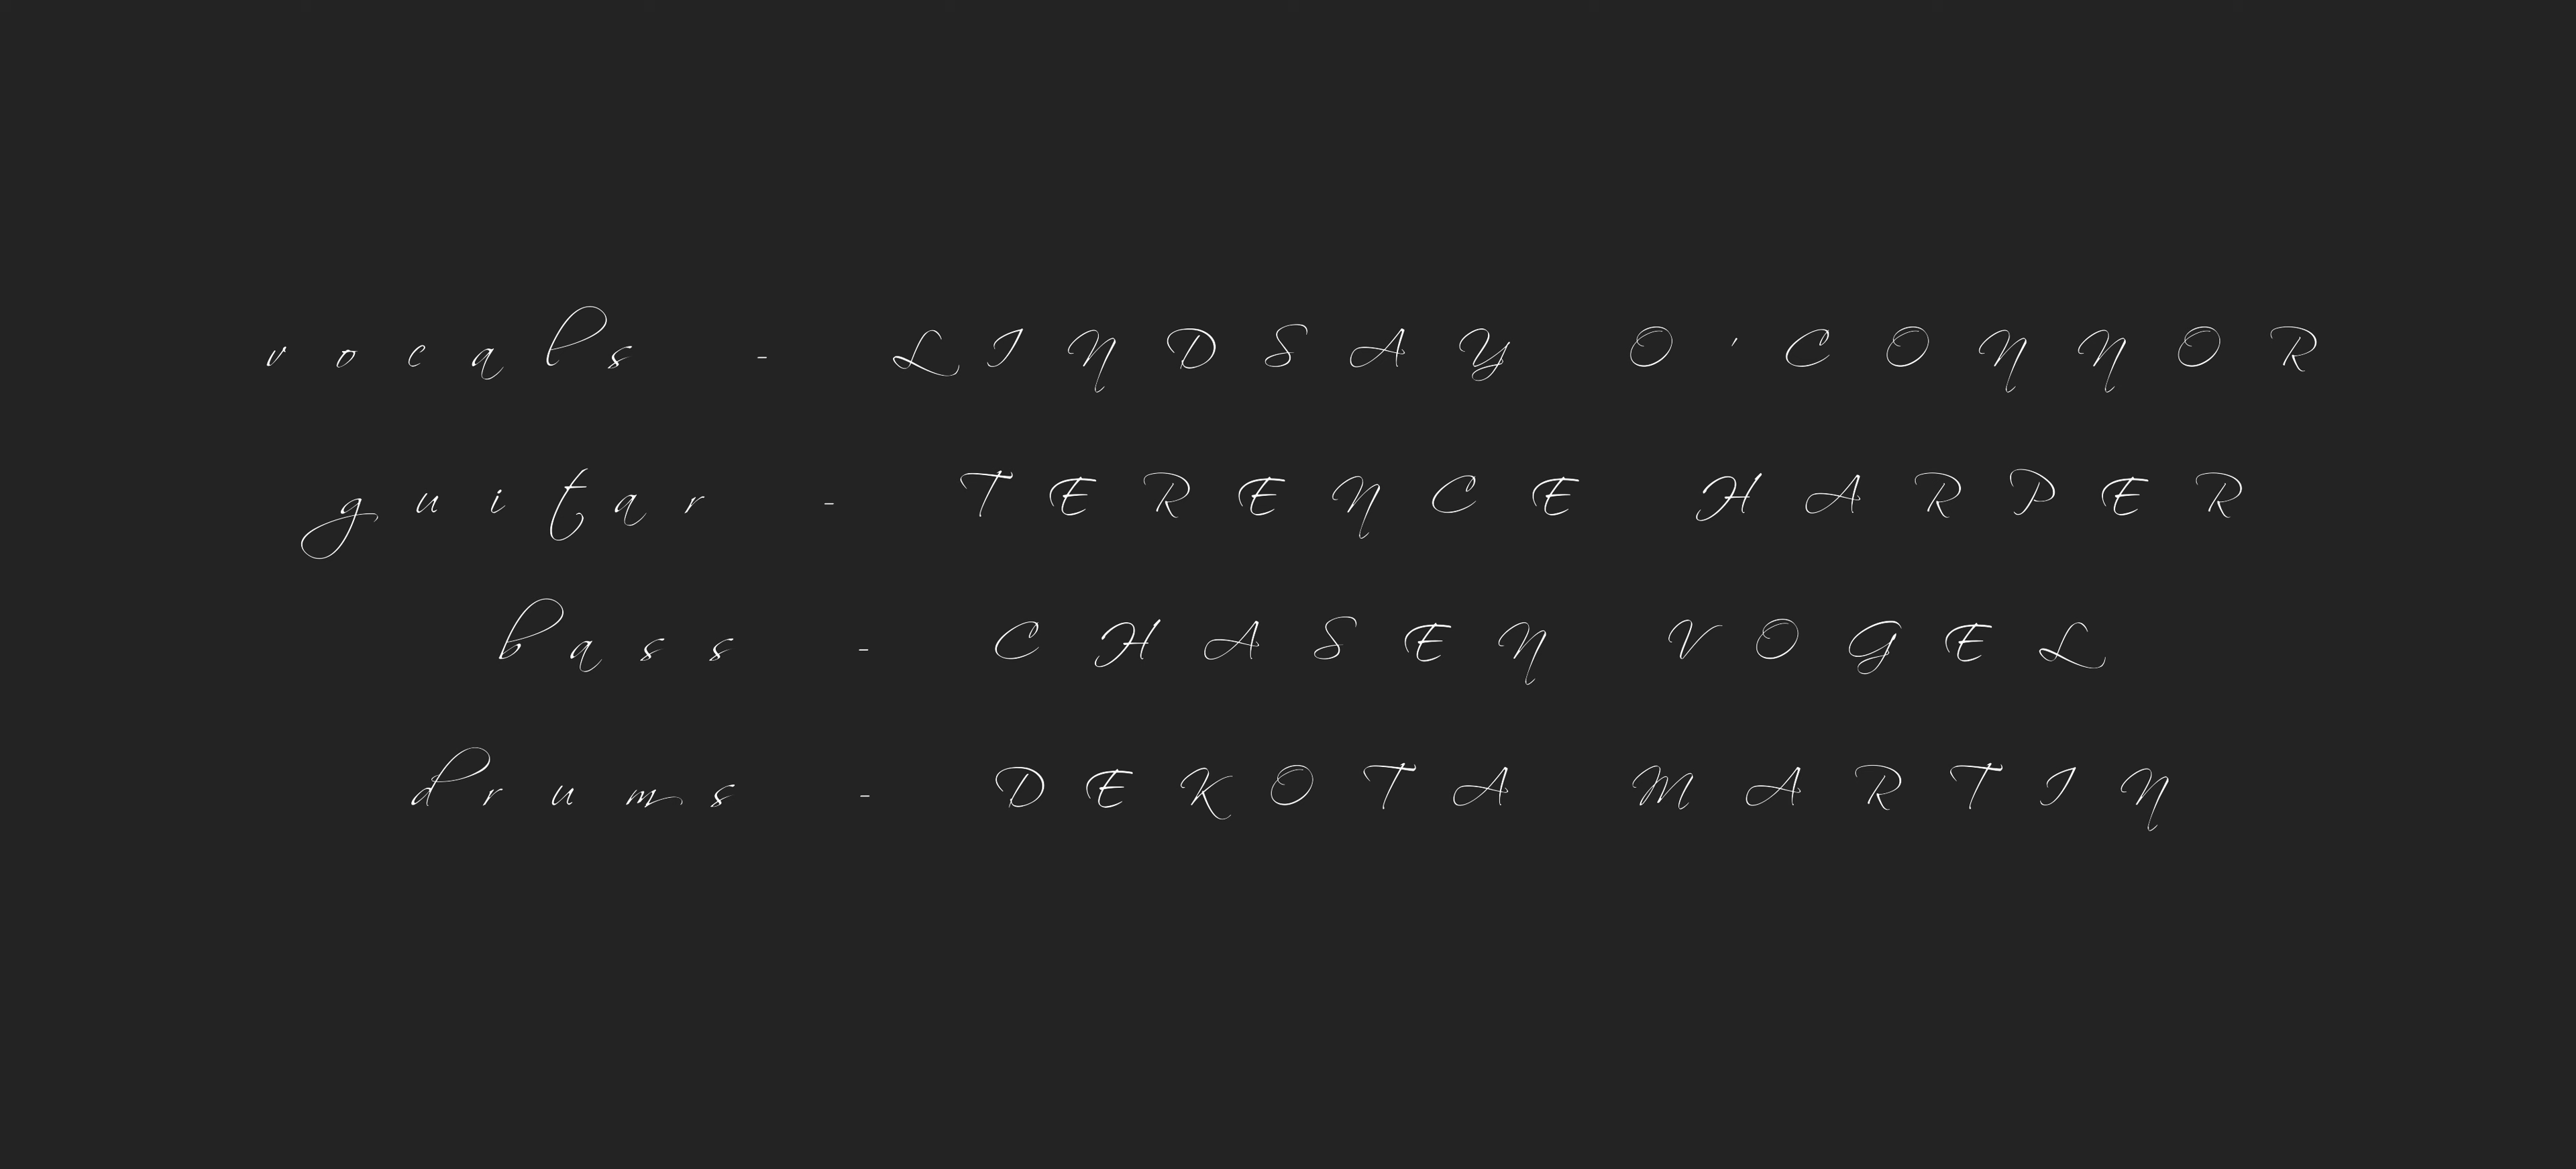 vocals - LINDSAY O'CONNOR
guitar - TERENCE HARPER
bass - CHASEN VOGEL
drums - DEKOTA MARTIN